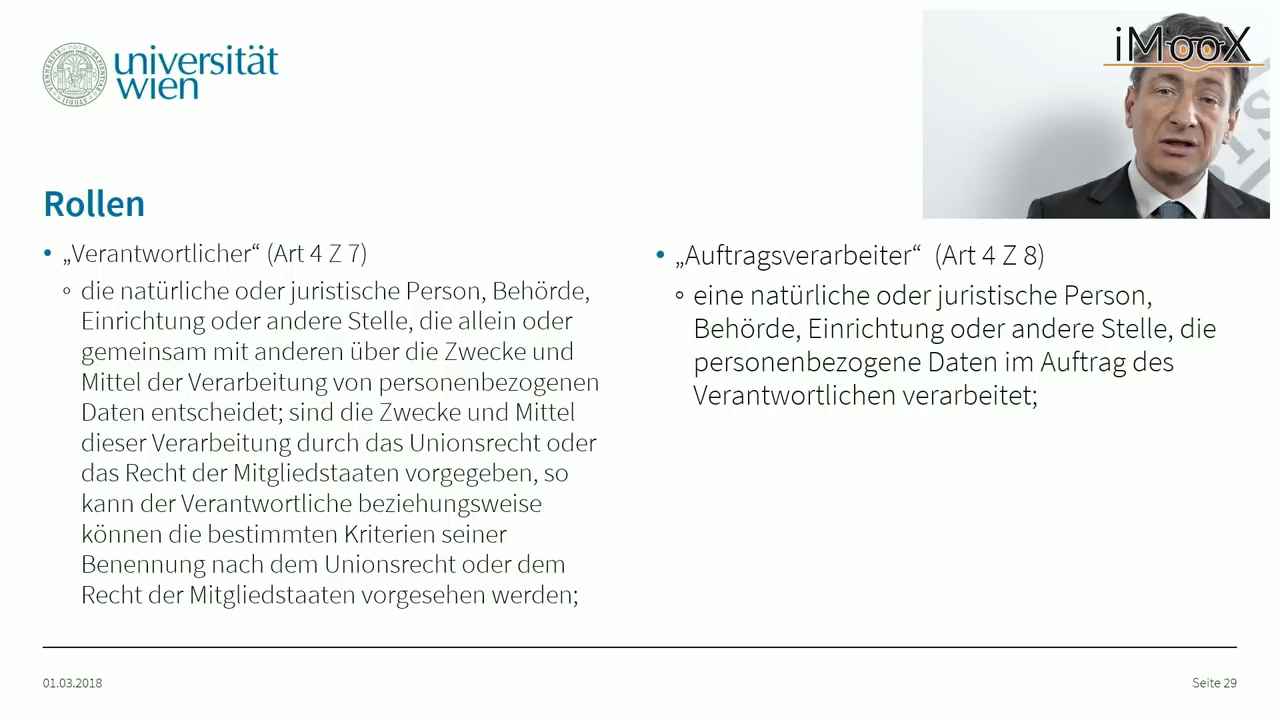 universität
wien
iMooX
Rollen
• „Verantwortlicher“ (Art 4 Z 7)
◦ die natürliche oder juristische Person, Behörde,
Einrichtung oder andere Stelle, die allein oder
gemeinsam mit anderen über die Zwecke und
Mittel der Verarbeitung von personenbezogenen
Daten entscheidet; sind die Zwecke und Mittel
dieser Verarbeitung durch das Unionsrecht oder
das Recht der Mitgliedstaaten vorgegeben, so
kann der Verantwortliche beziehungsweise
können die bestimmten Kriterien seiner
Benennung nach dem Unionsrecht oder dem
Recht der Mitgliedstaaten vorgesehen werden;
• „Auftragsverarbeiter“ (Art 4 Z 8)
◦ eine natürliche oder juristische Person,
Behörde, Einrichtung oder andere Stelle, die
personenbezogene Daten im Auftrag des
Verantwortlichen verarbeitet;
01.03.2018
Seite 29